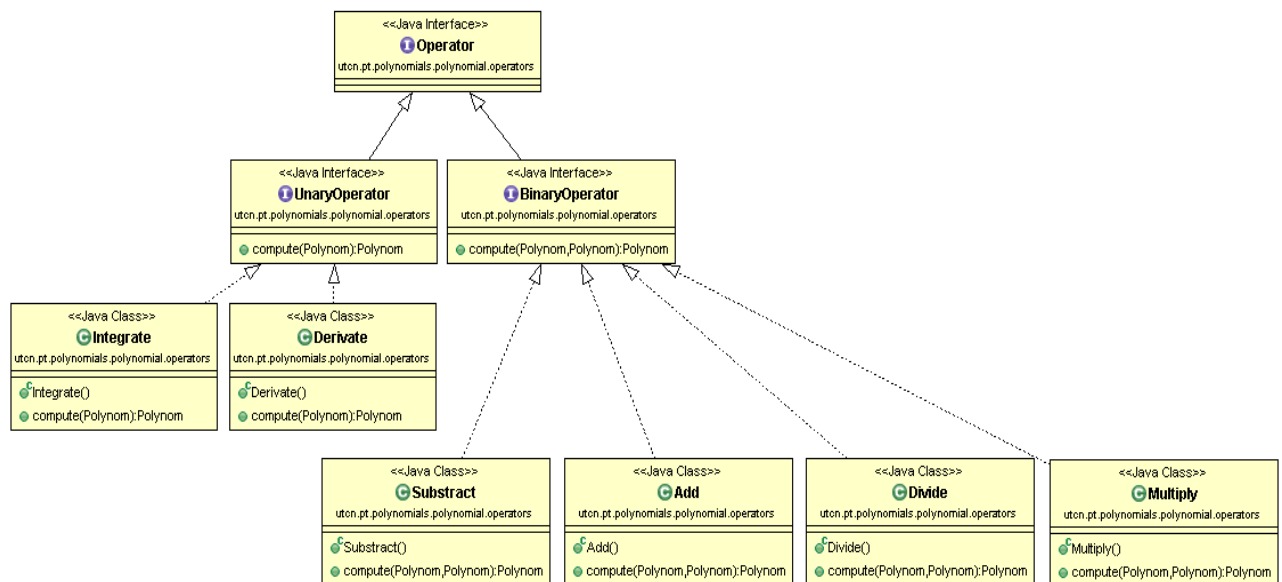 <<Java Interface>>
I Operator
utcn.pt.polynomials.polynomial.operators
<<Java Interface>>
I UnaryOperator
utcn.pt.polynomials.polynomial.operators
compute(Polynom):Polynom
<<Java Interface>>
I BinaryOperator
utcn.pt.polynomials.polynomial.operators
compute(Polynom,Polynom):Polynom
<<Java Class>>
C Integrate
utcn.pt.polynomials.polynomial.operators
C Integrate()
compute(Polynom):Polynom
<<Java Class>>
C Derivate
utcn.pt.polynomials.polynomial.operators
C Derivate()
compute(Polynom):Polynom
<<Java Class>>
C Substract
utcn.pt.polynomials.polynomial.operators
C Substract()
compute(Polynom,Polynom):Polynom
<<Java Class>>
C Add
utcn.pt.polynomials.polynomial.operators
C Add()
compute(Polynom,Polynom):Polynom
<<Java Class>>
C Divide
utcn.pt.polynomials.polynomial.operators
C Divide()
compute(Polynom,Polynom):Polynom
<<Java Class>>
C Multiply
utcn.pt.polynomials.polynomial.operators
C Multiply()
compute(Polynom,Polynom):Polynom